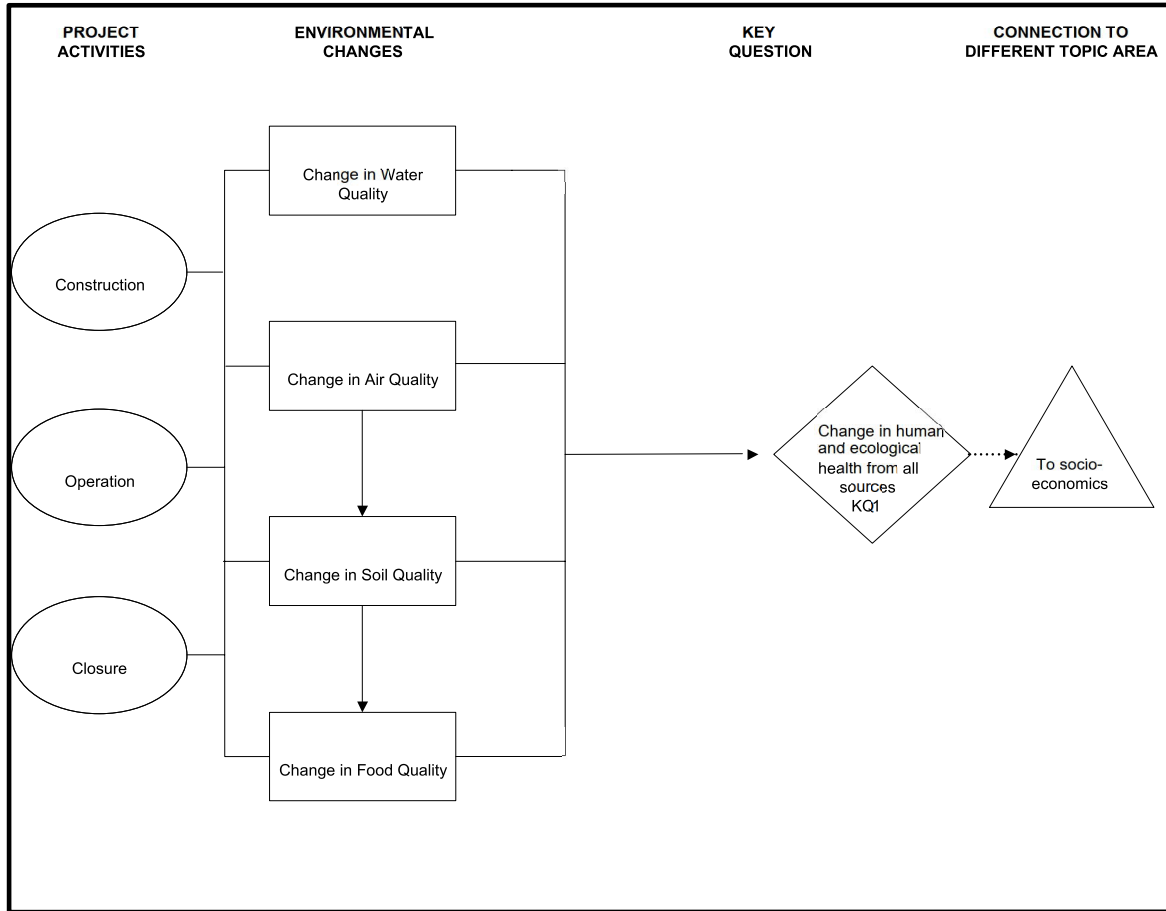 PROJECT
ACTIVITIES
ENVIRONMENTAL
CHANGES
KEY
QUESTION
CONNECTION TO
DIFFERENT TOPIC AREA
Construction
Operation
Closure
Change in Water
Quality
Change in Air Quality
Change in Soil Quality
Change in Food Quality
Change in human
and ecological
health from all
sources
KQ1
To socio-
economics